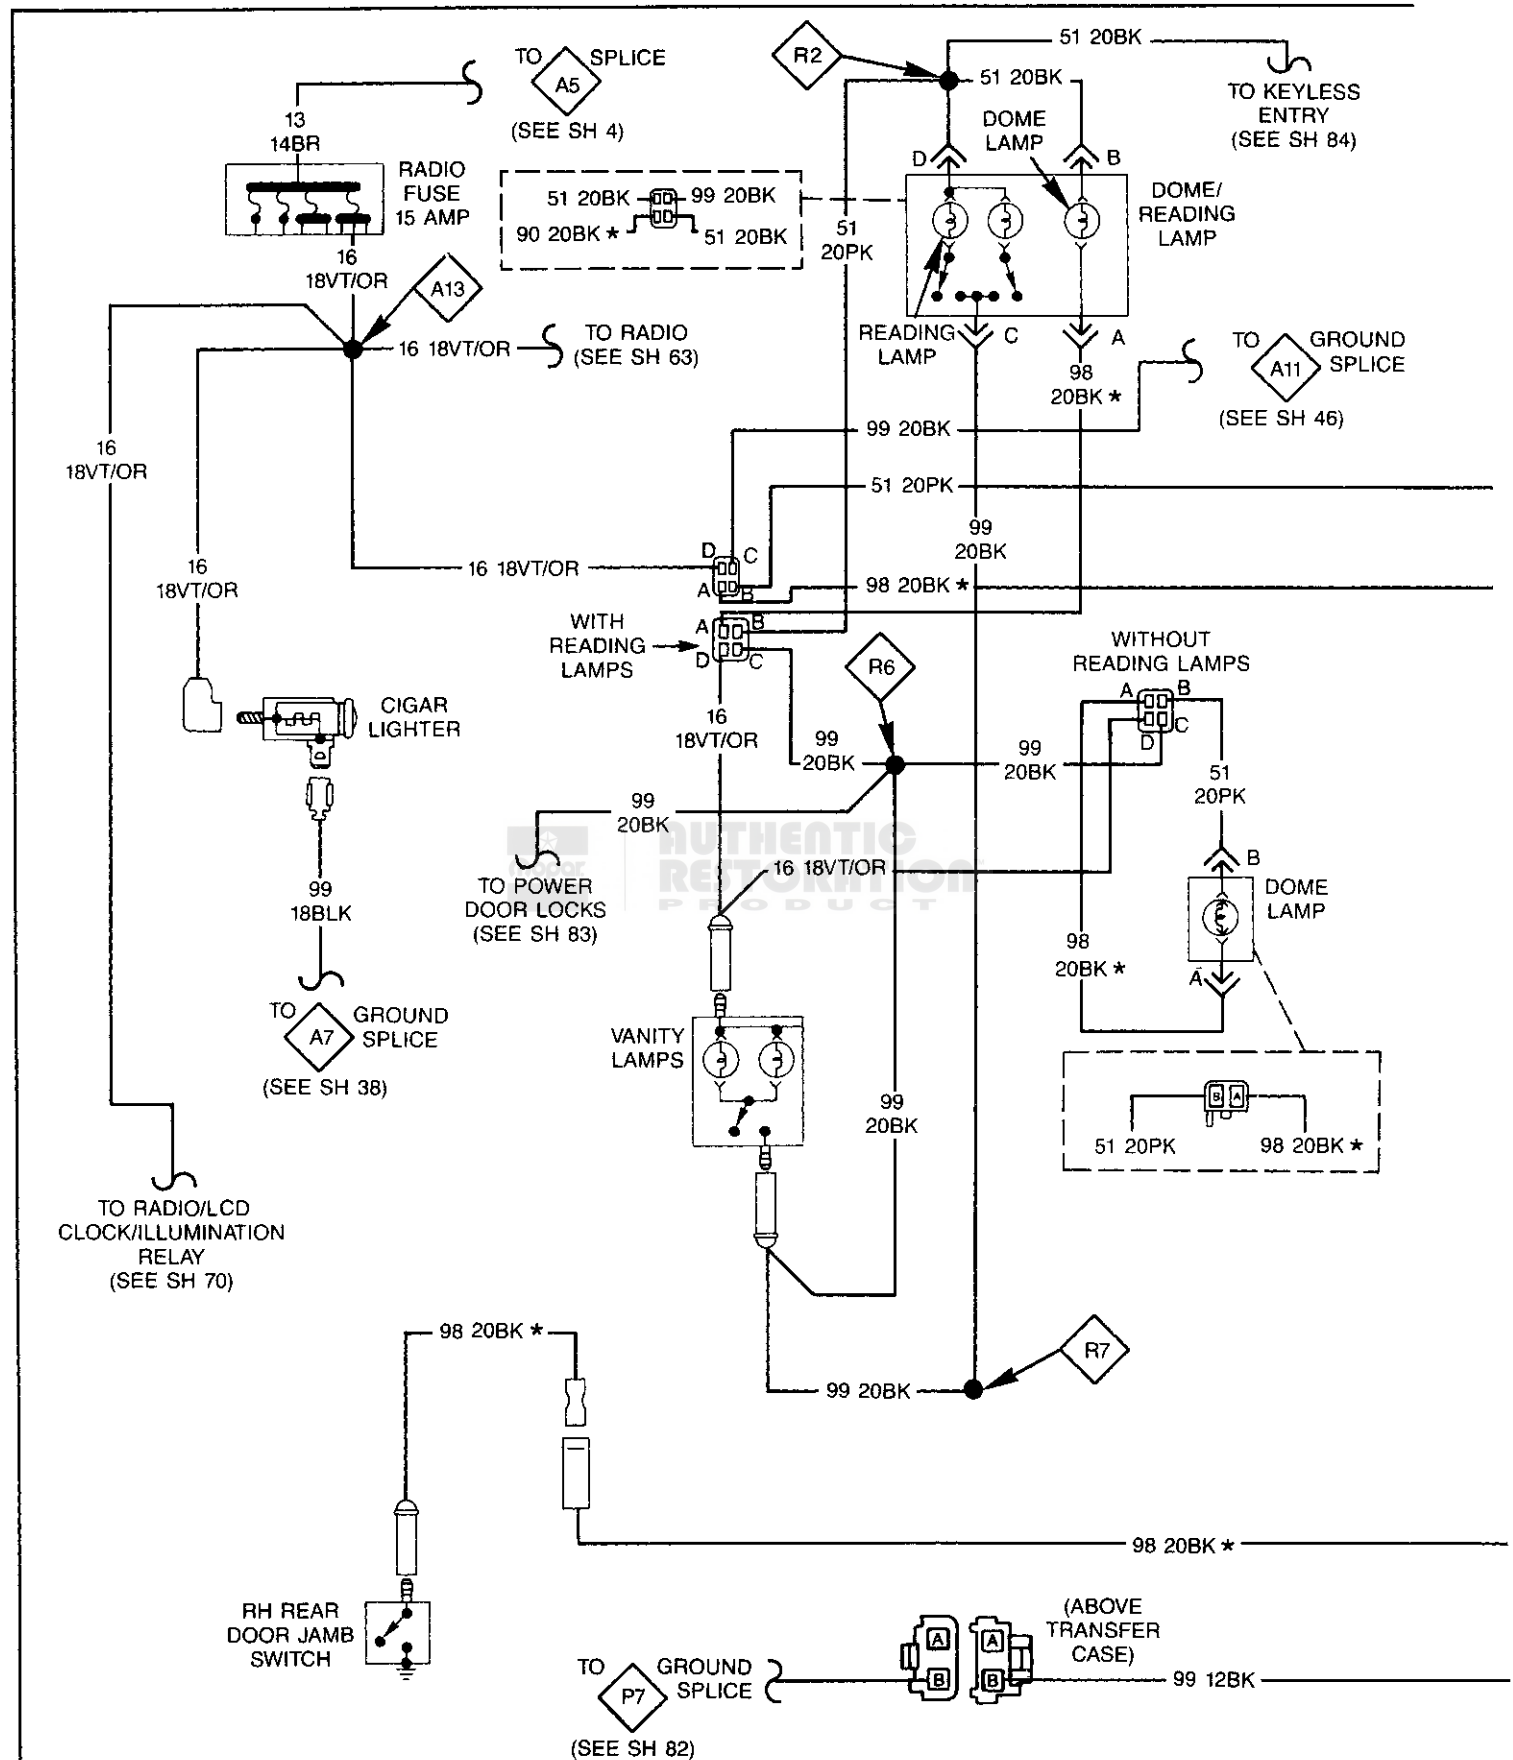 TO A5 SPLICE
(SEE SH 4)
13
14BR
RADIO
FUSE
15 AMP
16
18VT/OR
A13
16 18VT/OR
TO RADIO
(SEE SH 63)
R2
51 20BK
TO KEYLESS
ENTRY
(SEE SH 84)
51 20BK
DOME
LAMP
D
B
51 20BK
99 20BK
90 20BK *
51 20BK
51
20PK
DOME/
READING
LAMP
READING
LAMP
C
A
98
20BK *
TO A11 GROUND
SPLICE
(SEE SH 46)
99 20BK
51 20PK
99
20BK
16
18VT/OR
16
18VT/OR
16 18VT/OR
D
C
A
B
98 20BK *
WITH
READING
LAMPS
A
B
D
C
R6
WITHOUT
READING LAMPS
A
B
C
D
CIGAR
LIGHTER
16
18VT/OR
99
20BK
99
20BK
51
20PK
99
20BK
mopar
AUTHENTIC
RESTORATION
PRODUCT
16 18VT/OR
TO POWER
DOOR LOCKS
(SEE SH 83)
B
DOME
LAMP
A
98
20BK *
99
18BLK
TO A7 GROUND
SPLICE
(SEE SH 38)
VANITY
LAMPS
99
20BK
B
A
51 20PK
98 20BK *
TO RADIO/LCD
CLOCK/ILLUMINATION
RELAY
(SEE SH 70)
98 20BK *
R7
99 20BK
98 20BK *
RH REAR
DOOR JAMB
SWITCH
A
B
A
B
(ABOVE
TRANSFER
CASE)
TO P7 GROUND
SPLICE
(SEE SH 82)
99 12BK